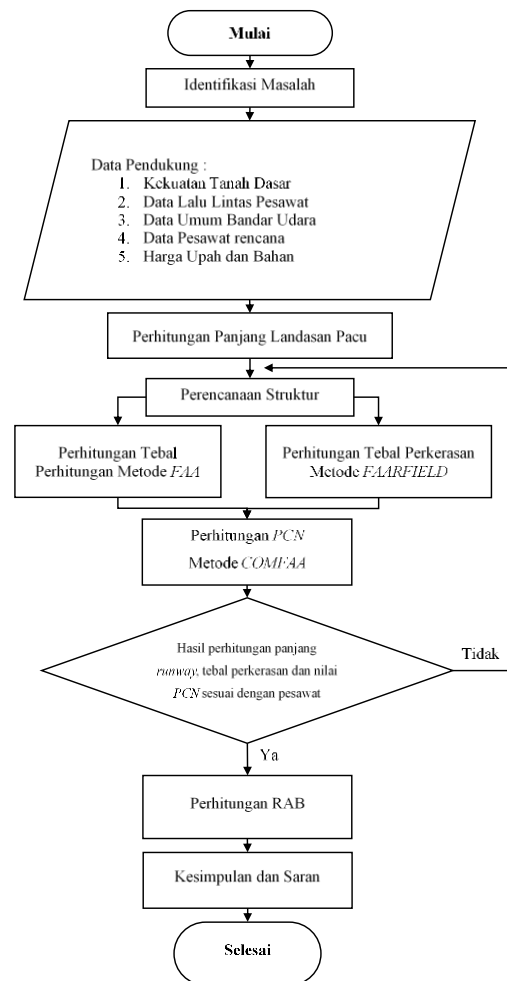 Mulai
Identifikasi Masalah
Data Pendukung :
1. Kekuatan Tanah Dasar
2. Data Lalu Lintas Pesawat
3. Data Umum Bandar Udara
4. Data Pesawat rencana
5. Harga Upah dan Bahan
Perhitungan Panjang Landasan Pacu
Perencanaan Struktur
Perhitungan Tebal
Perhitungan Metode FAA
Perhitungan Tebal Perkerasan
Metode FAARFIELD
Perhitungan PCN
Metode COMFAA
Hasil perhitungan panjang
runway, tebal perkerasan dan nilai
PCN sesuai dengan pesawat
Tidak
Ya
Perhitungan RAB
Kesimpulan dan Saran
Selesai